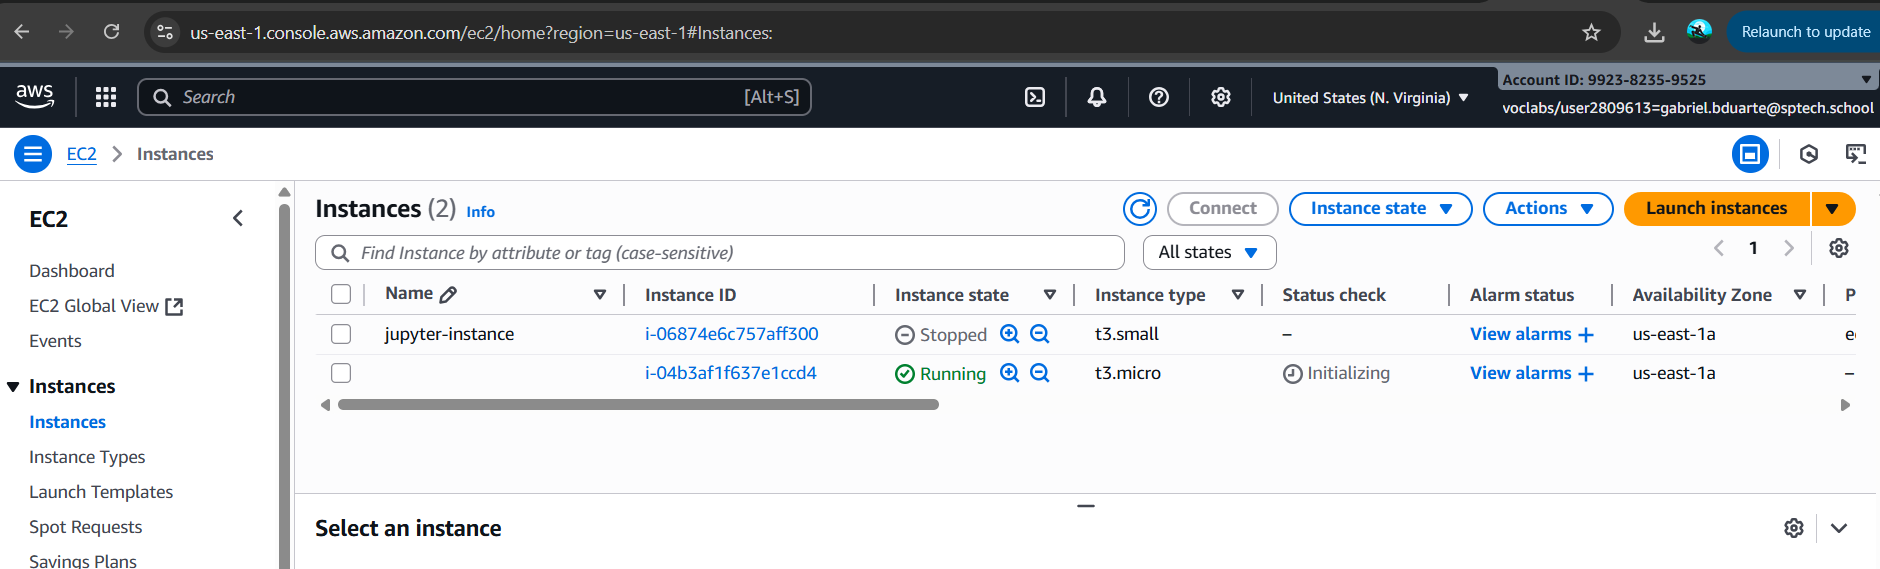 us-east-1.console.aws.amazon.com/ec2/home?region=us-east-1#Instances:
Relaunch to update
aws
Search
[Alt+S]
United States (N. Virginia)
Account ID: 9923-8235-9525
voclabs/user2809613=gabriel.bduarte@sptech.school
EC2
Instances
EC2
Dashboard
EC2 Global View
Events
Instances
Instances
Instance Types
Launch Templates
Spot Requests
Savings Plans
Instances (2) Info
Connect
Instance state
Actions
Launch instances
Find Instance by attribute or tag (case-sensitive)
All states
1
Name Instance ID Instance state Instance type Status check Alarm status Availability Zone P
jupyter-instance i-06874e6c757aff300 Stopped t3.small – View alarms + us-east-1a
i-04b3af1f637e1ccd4 Running t3.micro Initializing View alarms + us-east-1a –
Select an instance